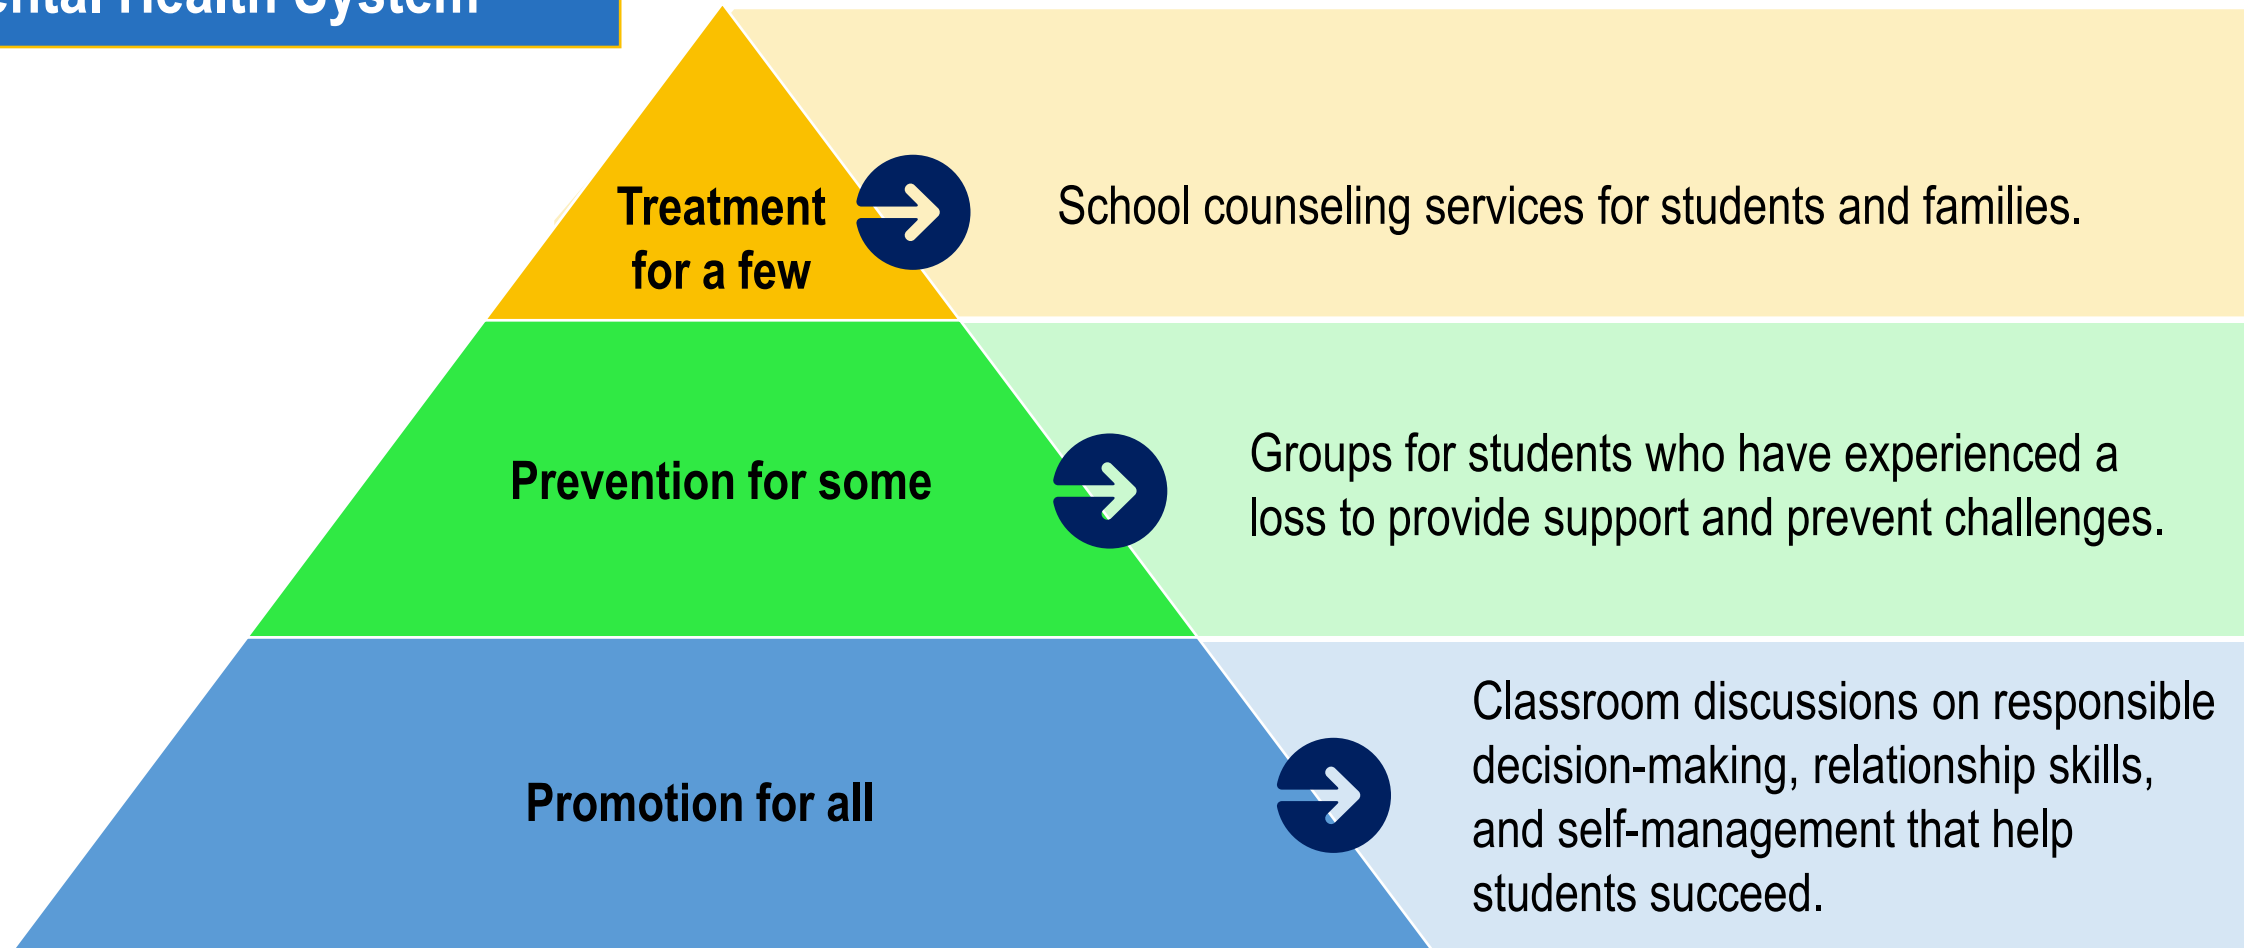 Health System
Treatment
for a few
School counseling services for students and families.
Prevention for some
Groups for students who have experienced a
loss to provide support and prevent challenges.
Promotion for all
Classroom discussions on responsible
decision-making, relationship skills,
and self-management that help
students succeed.